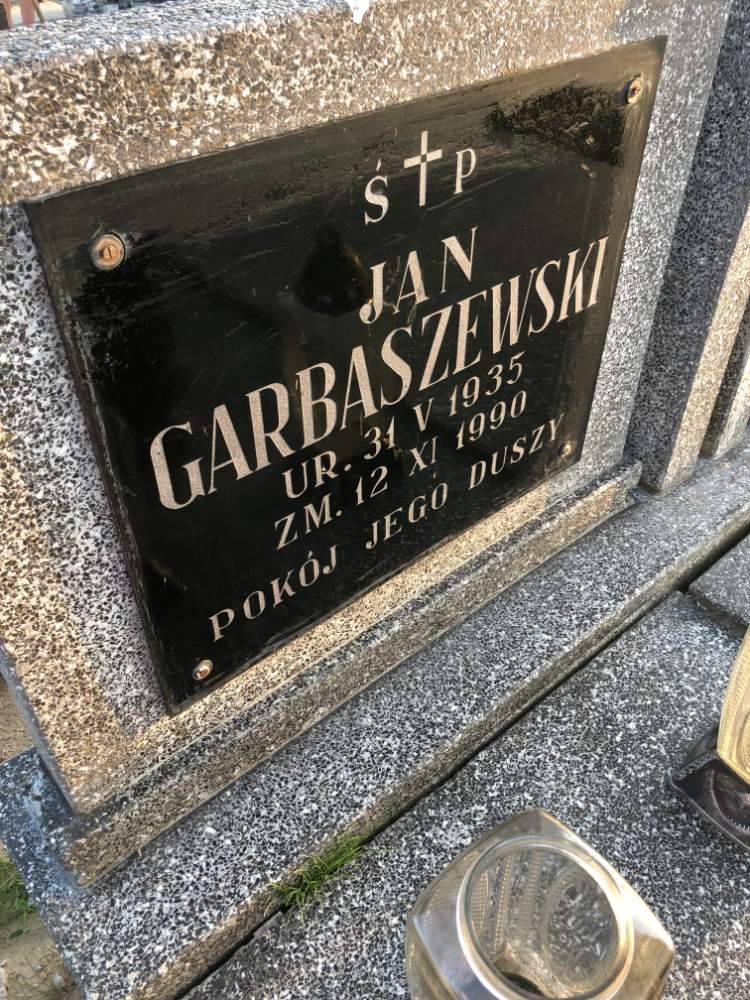 Ś † P
JAN
GARBASZEWSKI
UR. 31 V 1935
ZM. 12 XI 1990
POKÓJ JEGO DUSZY